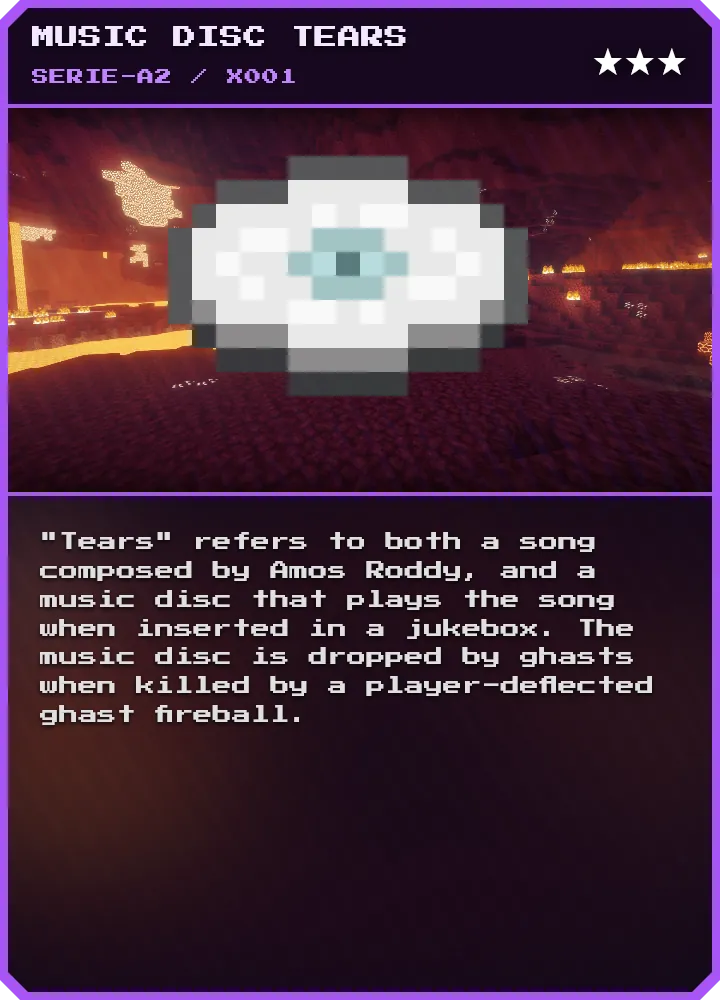 MUSIC DISC TEARS
SERIE-A2 / X001
★★★
"Tears" refers to both a song
composed by Amos Roddy, and a
music disc that plays the song
when inserted in a jukebox. The
music disc is dropped by ghasts
when killed by a player-deflected
ghast fireball.